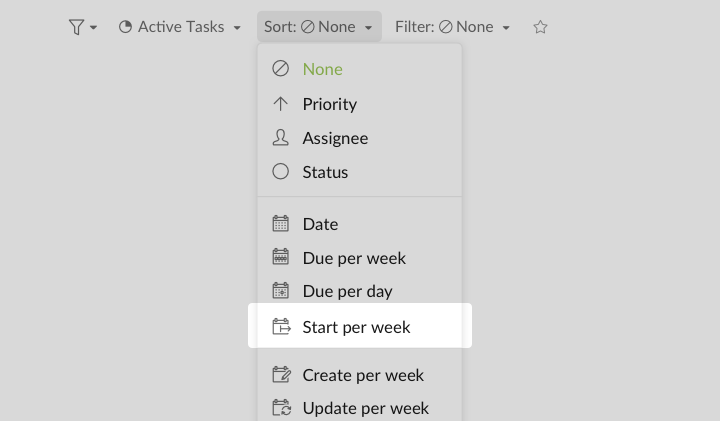 Active Tasks Sort: None Filter: None
None
Priority
Assignee
Status
Date
Due per week
Due per day
Start per week
Create per week
Update per week